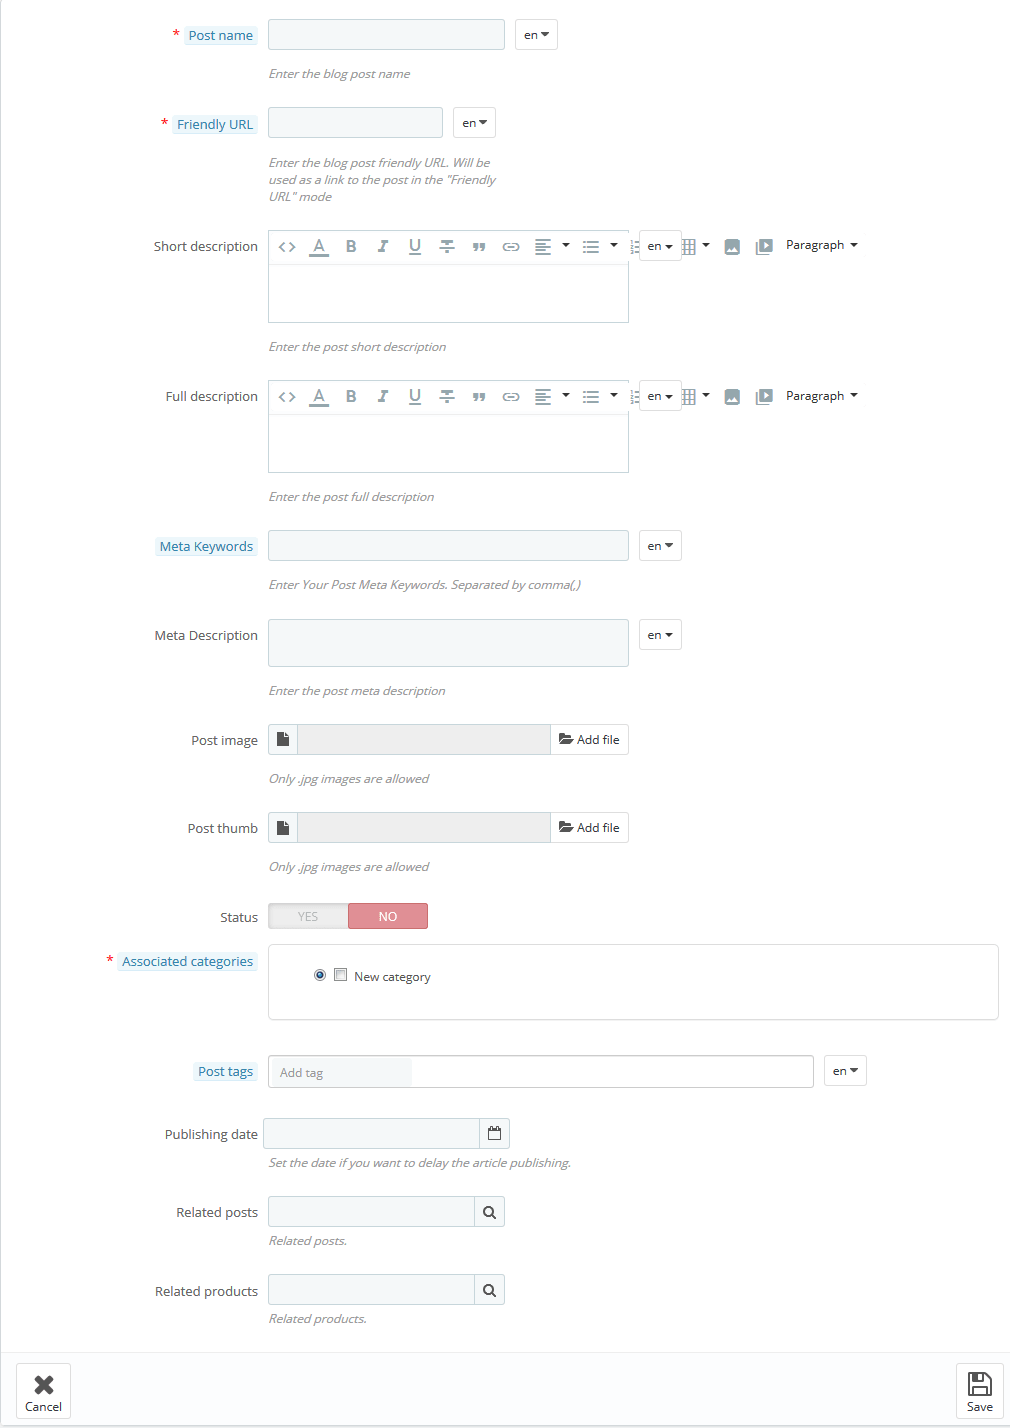 * Post name en
Enter the blog post name
* Friendly URL en
Enter the blog post friendly URL. Will be
used as a link to the post in the "Friendly
URL" mode
Short description A B I U en Paragraph
Enter the post short description
Full description A B I U en Paragraph
Enter the post full description
Meta Keywords en
Enter Your Post Meta Keywords. Separated by comma(,)
Meta Description en
Enter the post meta description
Post image Add file
Only .jpg images are allowed
Post thumb Add file
Only .jpg images are allowed
Status YES NO
* Associated categories New category
Post tags Add tag en
Publishing date
Set the date if you want to delay the article publishing.
Related posts
Related posts.
Related products
Related products.
Cancel Save